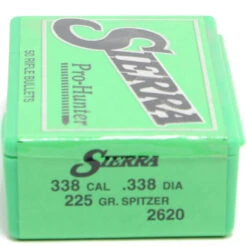 SIERRA
Pro-Hunter
50 RIFLE BULLETS
SIERRA
338 CAL .338 DIA
225 GR. SPITZER
2620